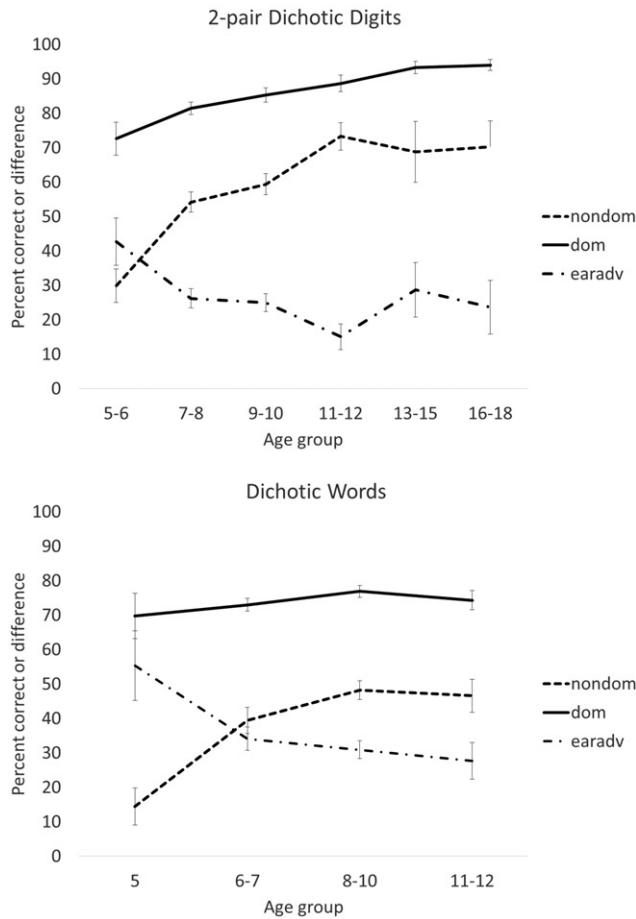 2-pair Dichotic Digits
Percent correct or difference
100
90
80
70
60
50
40
30
20
10
0
5-6 7-8 9-10 11-12 13-15 16-18
Age group
nondom
dom
earadv
Dichotic Words
Percent correct or difference
100
90
80
70
60
50
40
30
20
10
0
5 6-7 8-10 11-12
Age group
nondom
dom
earadv